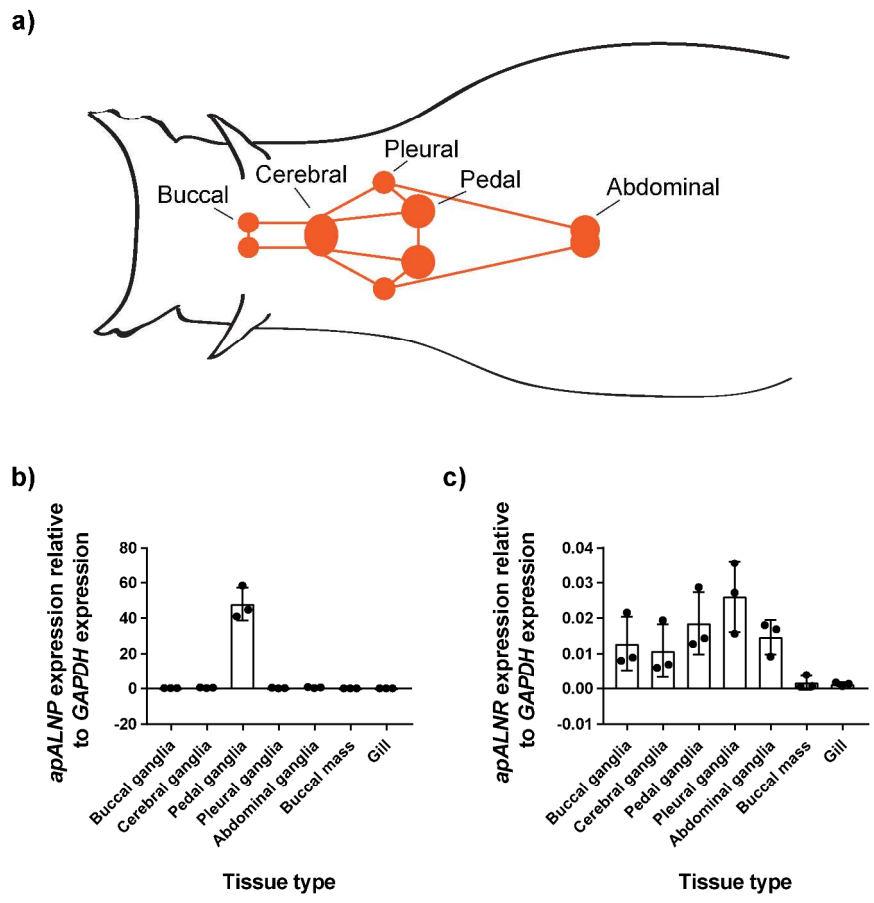 a)
Pleural
Cerebral
Pedal
Buccal
Abdominal
b)
apALNP expression relative
to GAPDH expression
80
60
40
20
0
-20
Buccal ganglia
Cerebral ganglia
Pedal ganglia
Pleural ganglia
Abdominal ganglia
Buccal mass
Gill
Tissue type
c)
apALNR expression relative
to GAPDH expression
0.04
0.03
0.02
0.01
0.00
-0.01
Buccal ganglia
Cerebral ganglia
Pedal ganglia
Pleural ganglia
Abdominal ganglia
Buccal mass
Gill
Tissue type